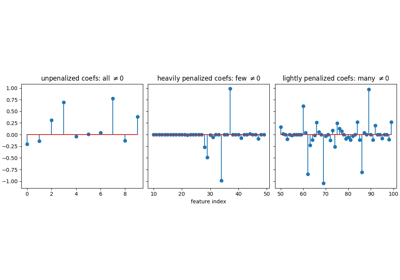 unpenalized coefs: all ≠0
heavily penalized coefs: few ≠0
lightly penalized coefs: many ≠0
1.00
0.75
0.50
0.25
0.00
−0.25
−0.50
−0.75
−1.00
0 2 4 6 8
10 20 30 40 50
50 60 70 80 90 100
feature index